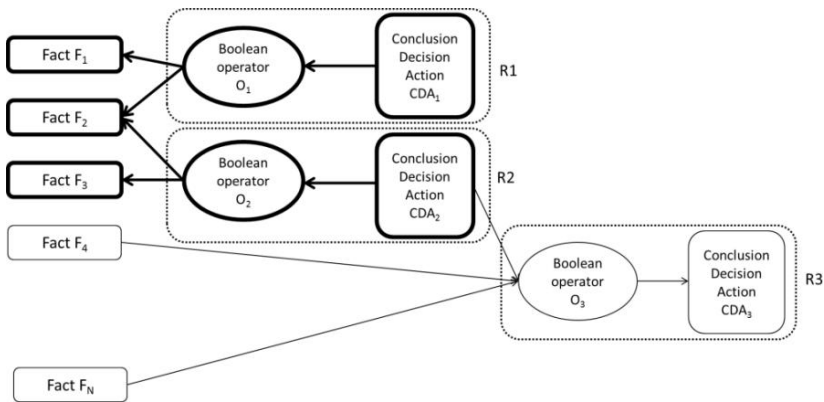 Fact F₁
Fact F₂
Fact F₃
Fact F₄
Fact F_N
Boolean
operator
O₁
Conclusion
Decision
Action
CDA₁
R1
Boolean
operator
O₂
Conclusion
Decision
Action
CDA₂
R2
Boolean
operator
O₃
Conclusion
Decision
Action
CDA₃
R3